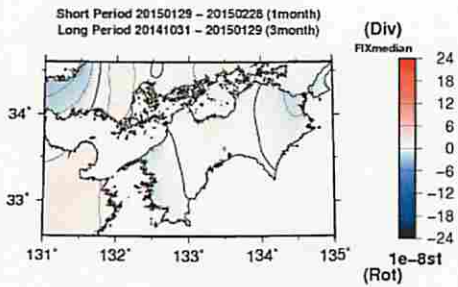 Short Period 20150129 – 20150228 (1month)
Long Period 20141031 – 20150129 (3month)
(Div)
FIXmedian
24
18
12
6
0
−6
−12
−18
−24
1e−8st
(Rot)
34˚
33˚
131˚ 132˚ 133˚ 134˚ 135˚